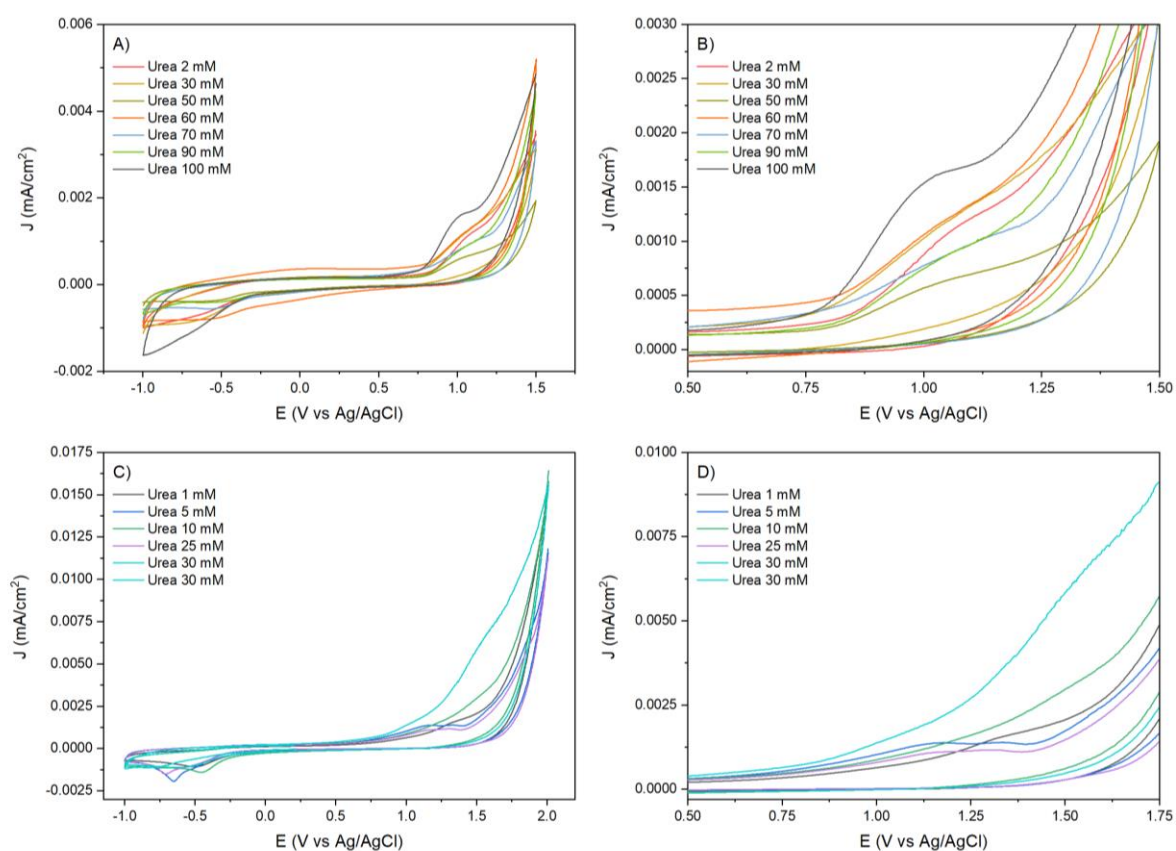 A)
Urea 2 mM
Urea 30 mM
Urea 50 mM
Urea 60 mM
Urea 70 mM
Urea 90 mM
Urea 100 mM
0.006
0.004
0.002
0.000
-0.002
J (mA/cm²)
-1.0 -0.5 0.0 0.5 1.0 1.5
E (V vs Ag/AgCl)
B)
Urea 2 mM
Urea 30 mM
Urea 50 mM
Urea 60 mM
Urea 70 mM
Urea 90 mM
Urea 100 mM
0.0030
0.0025
0.0020
0.0015
0.0010
0.0005
0.0000
J (mA/cm²)
0.50 0.75 1.00 1.25 1.50
E (V vs Ag/AgCl)
C)
Urea 1 mM
Urea 5 mM
Urea 10 mM
Urea 25 mM
Urea 30 mM
Urea 30 mM
0.0175
0.0150
0.0125
0.0100
0.0075
0.0050
0.0025
0.0000
-0.0025
J (mA/cm²)
-1.0 -0.5 0.0 0.5 1.0 1.5 2.0
E (V vs Ag/AgCl)
D)
Urea 1 mM
Urea 5 mM
Urea 10 mM
Urea 25 mM
Urea 30 mM
Urea 30 mM
0.0100
0.0075
0.0050
0.0025
0.0000
J (mA/cm²)
0.50 0.75 1.00 1.25 1.50 1.75
E (V vs Ag/AgCl)